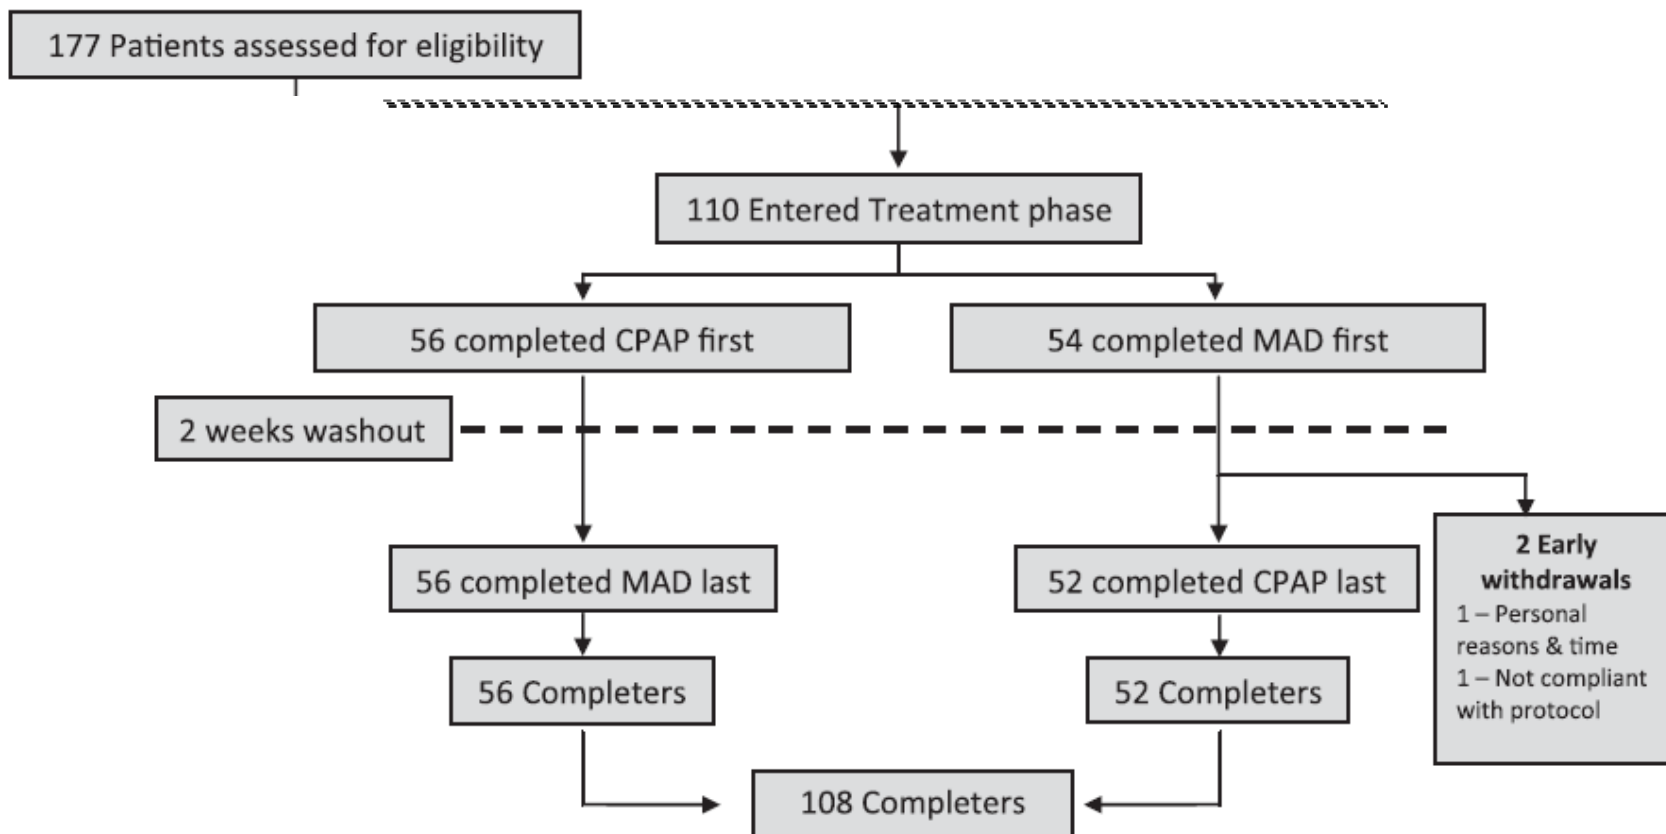 177 Patients assessed for eligibility
110 Entered Treatment phase
56 completed CPAP first
54 completed MAD first
2 weeks washout
56 completed MAD last
52 completed CPAP last
2 Early
withdrawals
1 – Personal
reasons & time
1 – Not compliant
with protocol
56 Completers
52 Completers
108 Completers